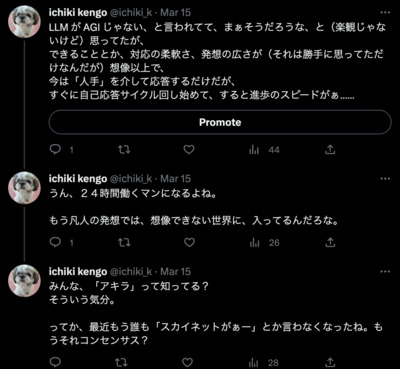 ichiki kengo @ichiki_k · Mar 15
LLM が AGI じゃない、と言われてて、まぁそうだろうな、と（楽観じゃな
いけど）思ってたが、
できることとか、対応の柔軟さ、発想の広さが（それは勝手に思ってただ
けなんだが）想像以上で、
今は「人手」を介して応答するだけだが、
すぐに自己応答サイクル回し始めて、すると進歩のスピードがぁ......
Promote
1 44
ichiki kengo @ichiki_k · Mar 15
うん、２４時間働くマンになるよね。
もう凡人の発想では、想像できない世界に、入ってるんだろな。
1 26
ichiki kengo @ichiki_k · Mar 15
みんな、「アキラ」って知ってる？
そういう気分。
ってか、最近もう誰も「スカイネットがぁー」とか言わなくなったね。も
うそれコンセンサス？
28